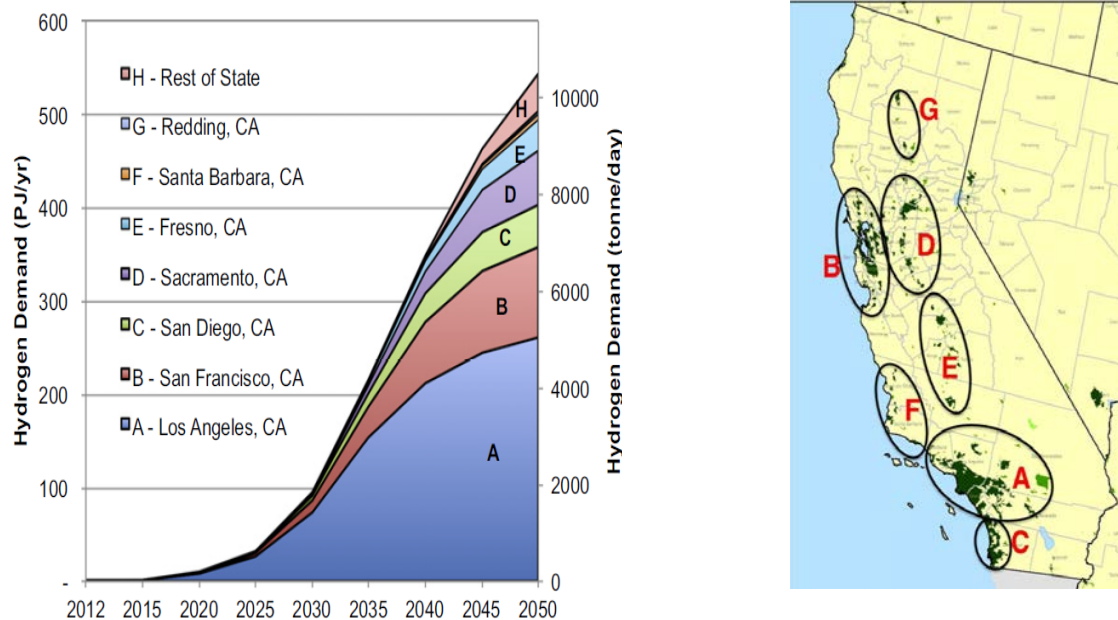 600
500
400
300
200
100
-
Hydrogen Demand (PJ/yr)
H - Rest of State
G - Redding, CA
F - Santa Barbara, CA
E - Fresno, CA
D - Sacramento, CA
C - San Diego, CA
B - San Francisco, CA
A - Los Angeles, CA
H
E
D
C
B
A
10000
8000
6000
4000
2000
0
Hydrogen Demand (tonne/day)
2012 2015 2020 2025 2030 2035 2040 2045 2050
G
B
D
E
F
A
C